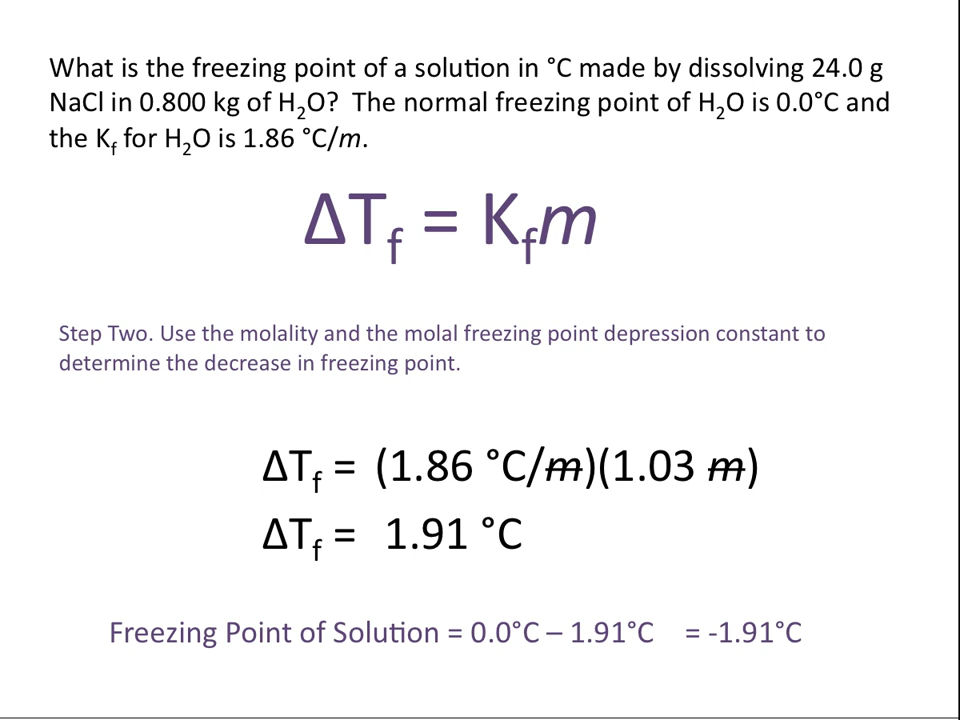 What is the freezing point of a solution in °C made by dissolving 24.0 g
NaCl in 0.800 kg of H₂O?  The normal freezing point of H₂O is 0.0°C and
the Kf for H₂O is 1.86 °C/m.
ΔTf = Kfm
Step Two. Use the molality and the molal freezing point depression constant to
determine the decrease in freezing point.
ΔTf = (1.86 °C/m)(1.03 m)
ΔTf = 1.91 °C
Freezing Point of Solution = 0.0°C – 1.91°C = -1.91°C